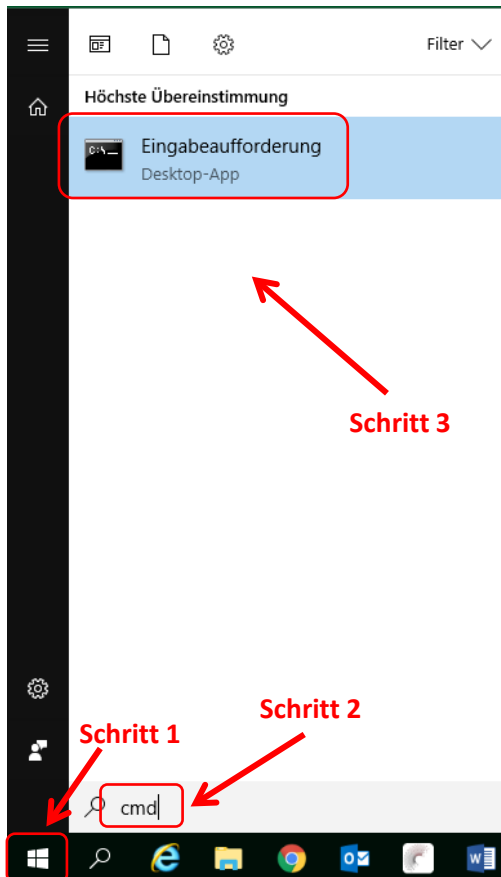 Filter
Höchste Übereinstimmung
Eingabeaufforderung
Desktop-App
Schritt 3
Schritt 2
Schritt 1
cmd